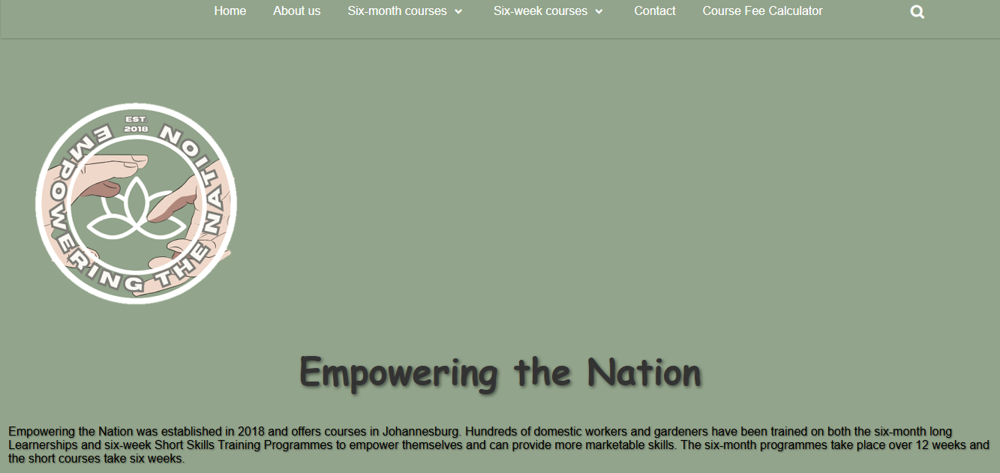 Home About us Six-month courses Six-week courses Contact Course Fee Calculator
EST.
2018
EMPOWERING THE NATION
Empowering the Nation
Empowering the Nation was established in 2018 and offers courses in Johannesburg. Hundreds of domestic workers and gardeners have been trained on both the six-month long
Learnerships and six-week Short Skills Training Programmes to empower themselves and can provide more marketable skills. The six-month programmes take place over 12 weeks and
the short courses take six weeks.